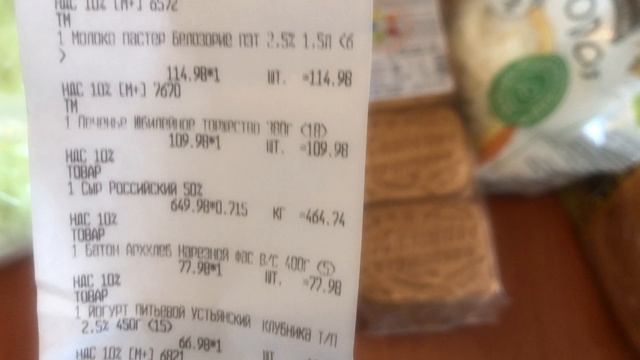 НДС 10% [М+] 6572
ТМ
1 Молоко пастер Белозорие пэт 2.5% 1.5л (6
)
114.98*1 шт. =114.98
НДС 10% [М+] 7670
ТМ
1 Печенье Юбилейное торжество 380г (18)
109.98*1 шт. =109.98
НДС 10%
ТОВАР
1 СЫР РОССИЙСКИЙ 50%
649.98*0.715 КГ =464.74
НДС 10%
ТОВАР
1 Батон Арххлеб Нарезной фас В/С 400г (5)
77.98*1 шт. =77.98
НДС 10%
ТОВАР
1 ЙОГУРТ ПИТЬЕВОЙ УСТЬЯНСКИЙ КЛУБНИКА Т/П
2.5% 450Г (15)
66.98*1 шт.
НДС 10% [М+] 6821